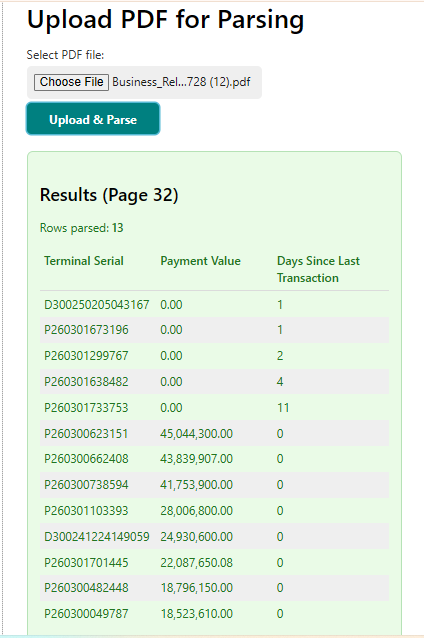 Upload PDF for Parsing
Select PDF file:
Choose File Business_Rel...728 (12).pdf
Upload & Parse
Results (Page 32)
Rows parsed: 13
Terminal Serial Payment Value Days Since Last Transaction
D300250205043167 0.00 1
P260301673196 0.00 1
P260301299767 0.00 2
P260301638482 0.00 4
P260301733753 0.00 11
P260300623151 45,044,300.00 0
P260300662408 43,839,907.00 0
P260300738594 41,753,900.00 0
P260301103393 28,006,800.00 0
D300241224149059 24,930,600.00 0
P260301701445 22,087,650.08 0
P260300482448 18,796,150.00 0
P260300049787 18,523,610.00 0